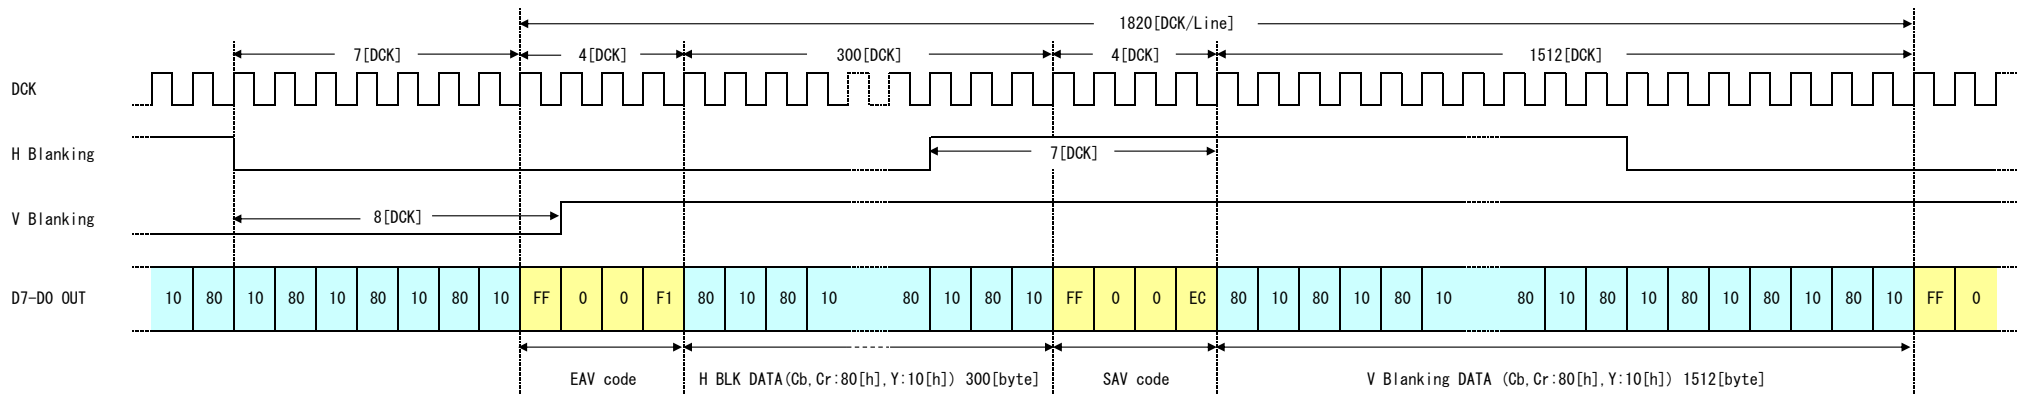 1820[DCK/Line]
7[DCK] 4[DCK] 300[DCK] 4[DCK] 1512[DCK]
DCK
H Blanking 7[DCK]
V Blanking 8[DCK]
D7-D0 OUT 10 80 10 80 10 80 10 80 10 FF 0 0 F1 80 10 80 10 80 10 80 10 FF 0 0 EC 80 10 80 10 80 10 80 10 80 10 80 10 80 10 80 10 FF 0
EAV code H BLK DATA(Cb,Cr:80[h],Y:10[h]) 300[byte] SAV code V Blanking DATA (Cb,Cr:80[h],Y:10[h]) 1512[byte]